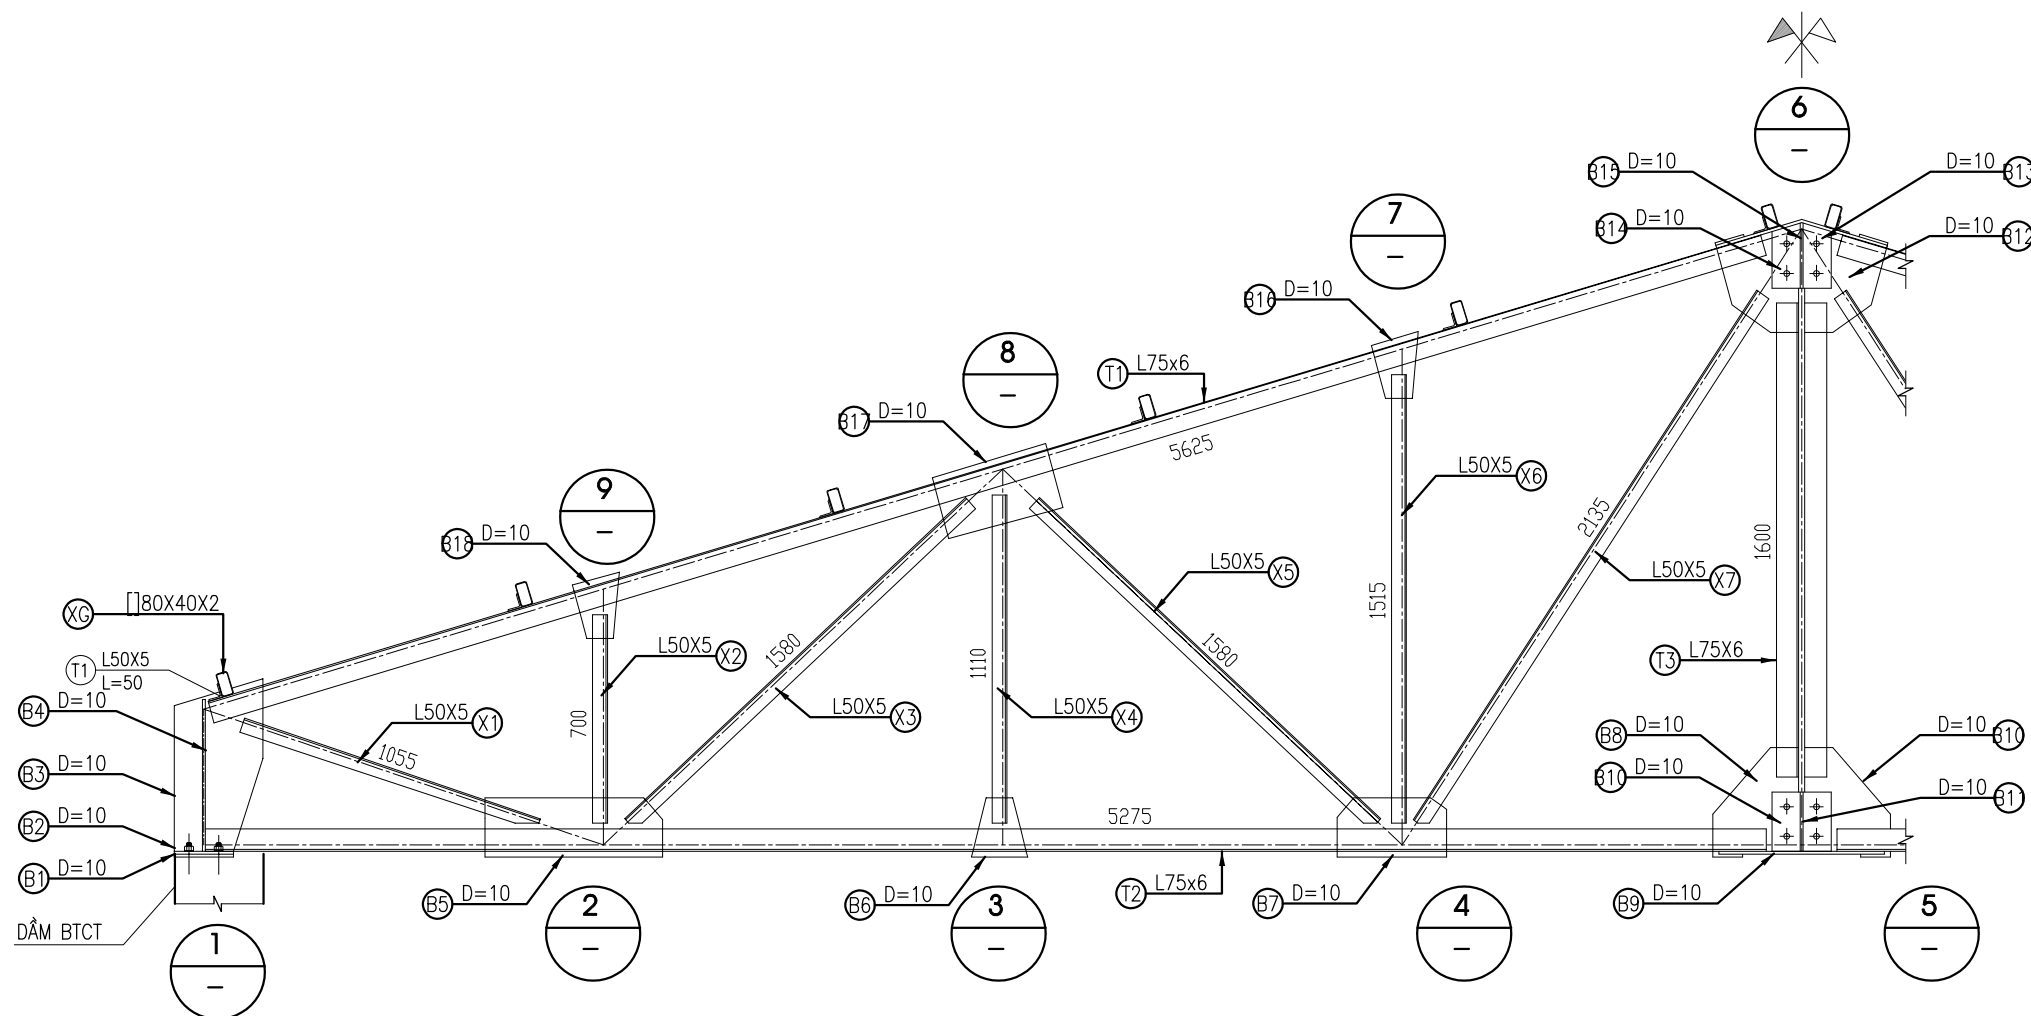 6
–
B15
D=10
D=10
B13
B14
D=10
D=10
B12
7
–
B16
D=10
8
–
T1
L75x6
B17
D=10
5625
9
–
L50X5
X6
B18
D=10
2135
1600
L50X5
X5
L50X5
X7
XG
[]80X40X2
1515
1580
1580
1110
T1
L50X5
L=50
L50X5
X2
T3
L75X6
B4
D=10
L50X5
X1
700
L50X5
X3
L50X5
X4
1055
B8
D=10
D=10
B10
B3
D=10
B10
D=10
D=10
B11
B2
D=10
5275
B1
D=10
B5
D=10
B6
D=10
T2
L75x6
B7
D=10
B9
D=10
DẦM BTCT
1
–
2
–
3
–
4
–
5
–